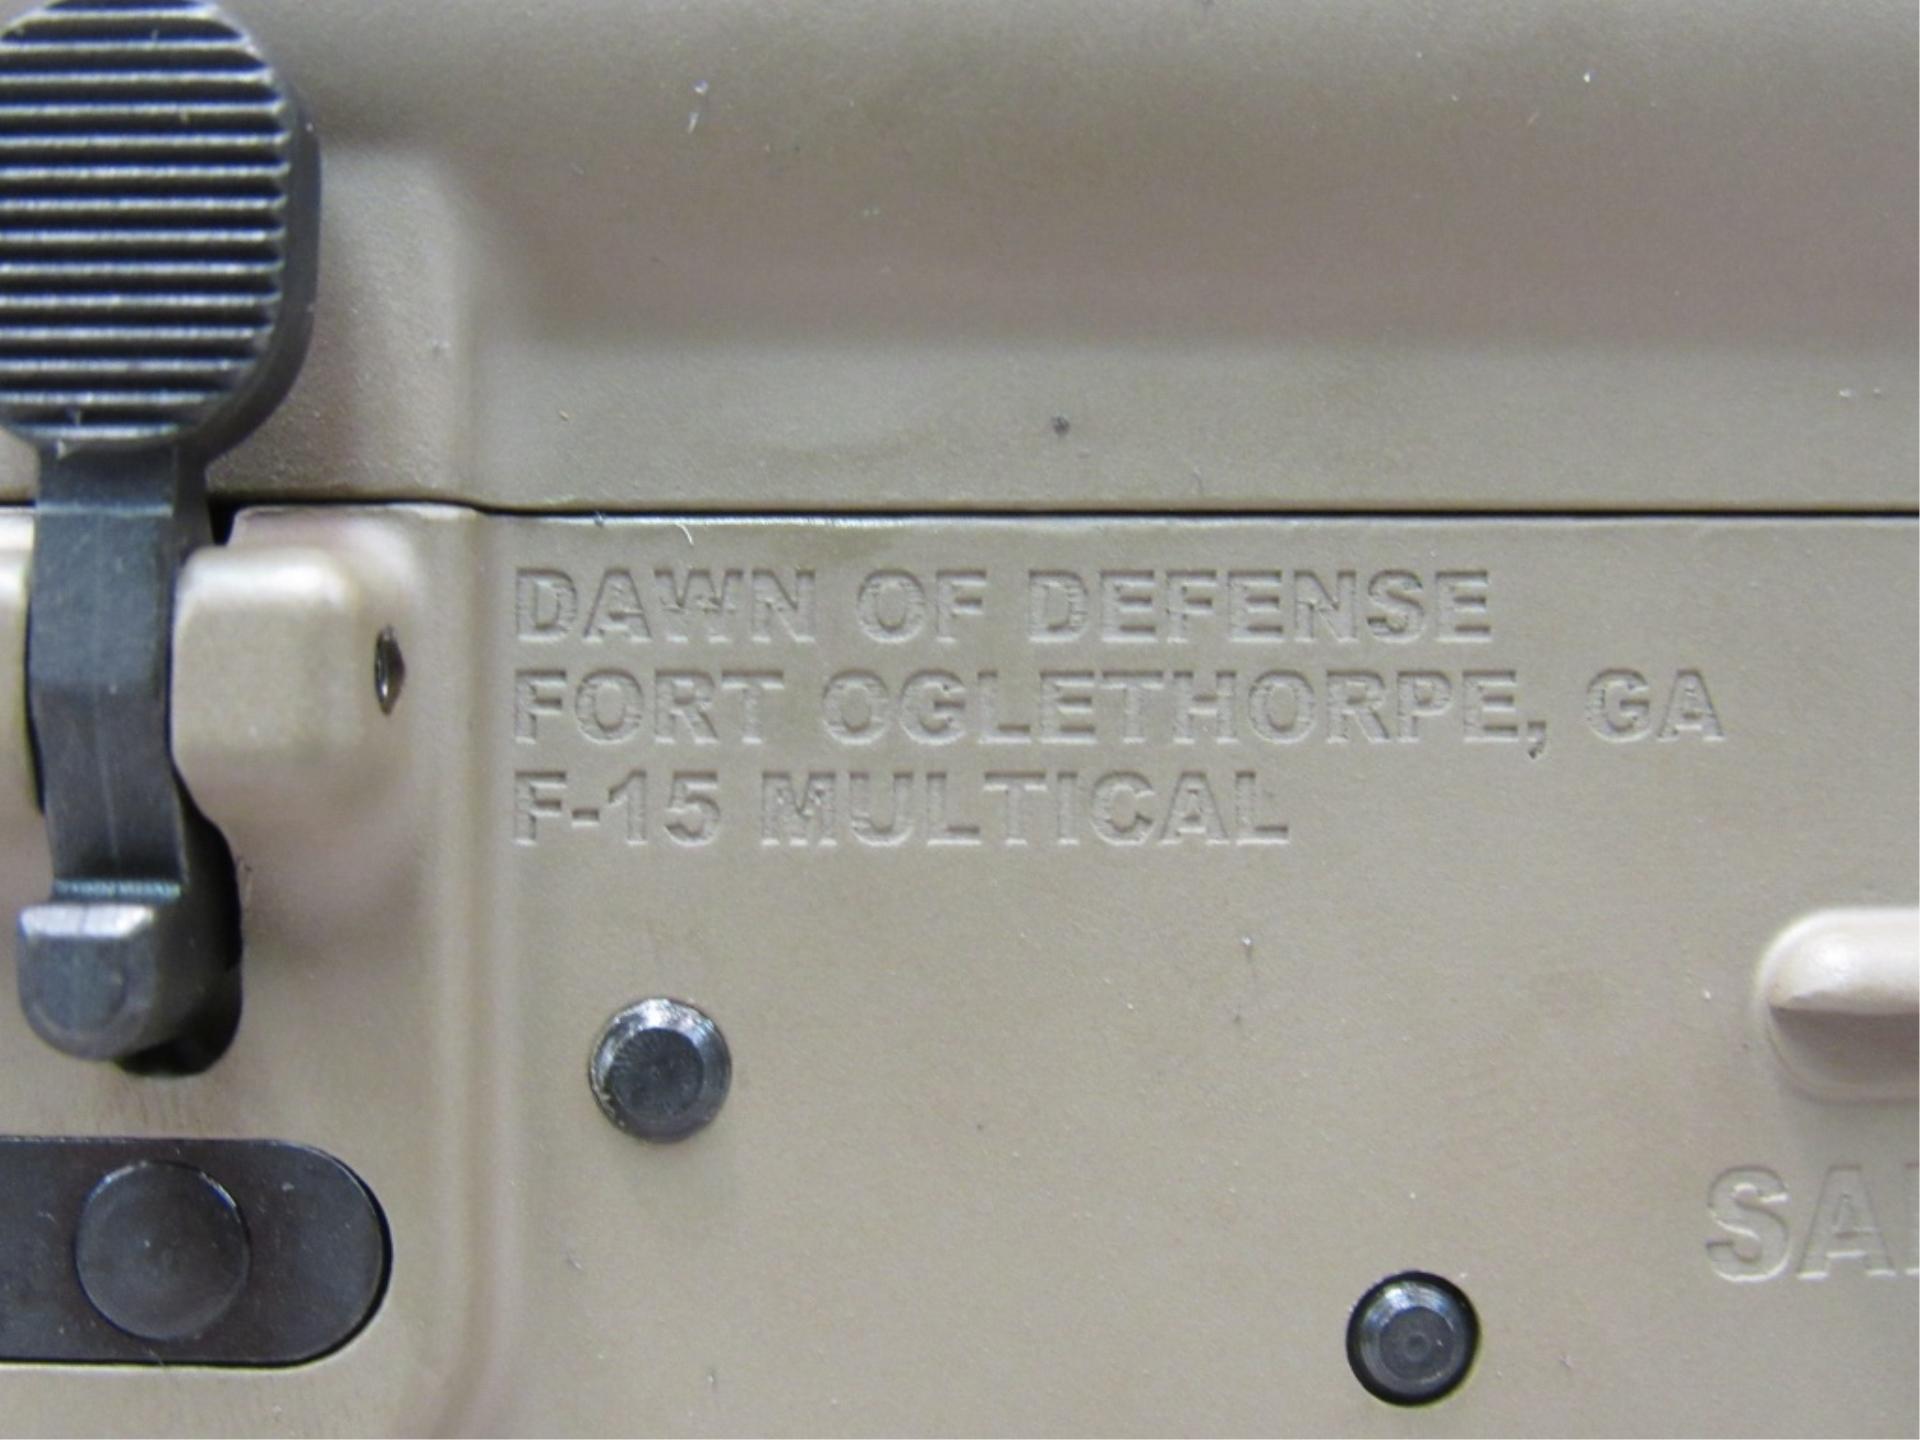 DAWN OF DEFENSE
FORT OGLETHORPE, GA
F-15 MULTICAL